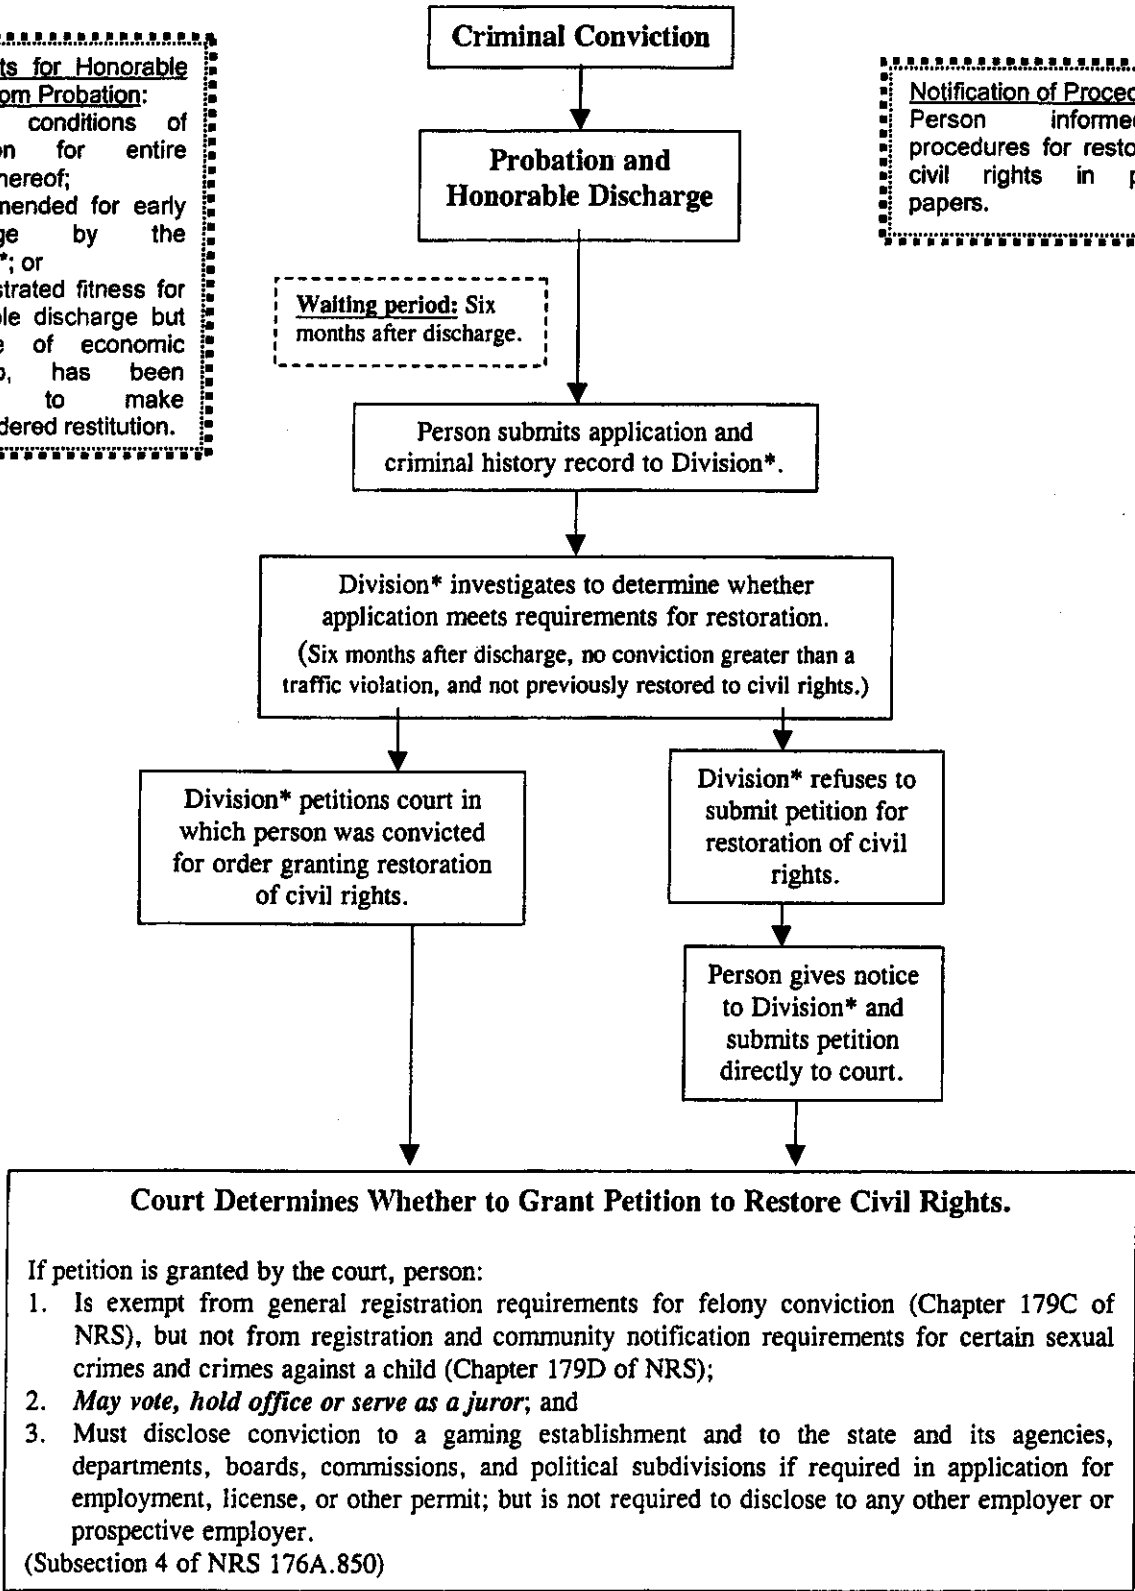 Criminal Conviction
ts for Honorable
om Probation:
conditions of
on for entire
hereof;
mended for early
ge by the
*; or
strated fitness for
ble discharge but
e of economic
p, has been
to make
dered restitution.
Notification of Proced
Person informe
procedures for resto
civil rights in p
papers.
Probation and
Honorable Discharge
Waiting period: Six
months after discharge.
Person submits application and
criminal history record to Division*.
Division* investigates to determine whether
application meets requirements for restoration.
(Six months after discharge, no conviction greater than a
traffic violation, and not previously restored to civil rights.)
Division* petitions court in
which person was convicted
for order granting restoration
of civil rights.
Division* refuses to
submit petition for
restoration of civil
rights.
Person gives notice
to Division* and
submits petition
directly to court.
Court Determines Whether to Grant Petition to Restore Civil Rights.
If petition is granted by the court, person:
1. Is exempt from general registration requirements for felony conviction (Chapter 179C of
NRS), but not from registration and community notification requirements for certain sexual
crimes and crimes against a child (Chapter 179D of NRS);
2. May vote, hold office or serve as a juror; and
3. Must disclose conviction to a gaming establishment and to the state and its agencies,
departments, boards, commissions, and political subdivisions if required in application for
employment, license, or other permit; but is not required to disclose to any other employer or
prospective employer.
(Subsection 4 of NRS 176A.850)